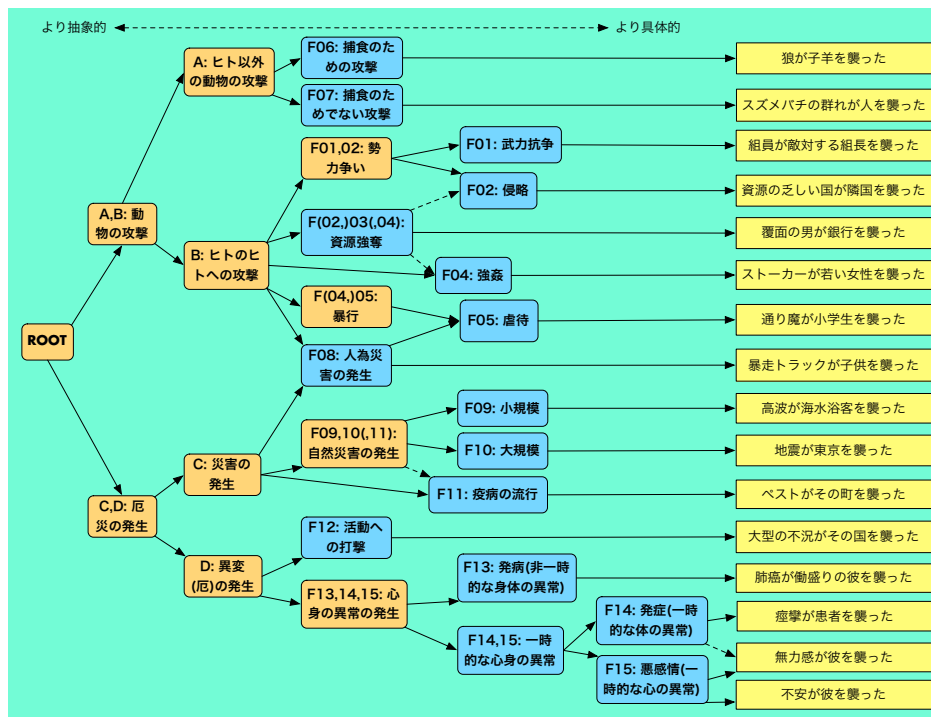 より抽象的
より具体的
A: ヒト以外
の動物の攻撃
F06: 捕食のた
めの攻撃
狼が子羊を襲った
F07: 捕食のた
めでない攻撃
スズメバチの群れが人を襲った
F01,02: 勢
力争い
F01: 武力抗争
組員が敵対する組長を襲った
F02: 侵略
資源の乏しい国が隣国を襲った
A,B: 動
物の攻撃
F(02,)03(,04):
資源強奪
覆面の男が銀行を襲った
B: ヒトのヒ
トへの攻撃
F04: 強姦
ストーカーが若い女性を襲った
F(04,)05:
暴行
F05: 虐待
通り魔が小学生を襲った
ROOT
F08: 人為災
害の発生
暴走トラックが子供を襲った
F09: 小規模
高波が海水浴客を襲った
F09,10(,11):
自然災害の発生
F10: 大規模
地震が東京を襲った
C: 災害の
発生
F11: 疫病の流行
ペストがその町を襲った
C,D: 厄
災の発生
F12: 活動へ
の打撃
大型の不況がその国を襲った
D: 異変
(厄)の発生
F13: 発病(非一時
的な身体の異常)
肺癌が働盛りの彼を襲った
F13,14,15: 心
身の異常の発生
F14: 発症(一時
的な体の異常)
痙攣が患者を襲った
F14,15: 一時
的な心身の異常
無力感が彼を襲った
F15: 悪感情(一
時的な心の異常)
不安が彼を襲った